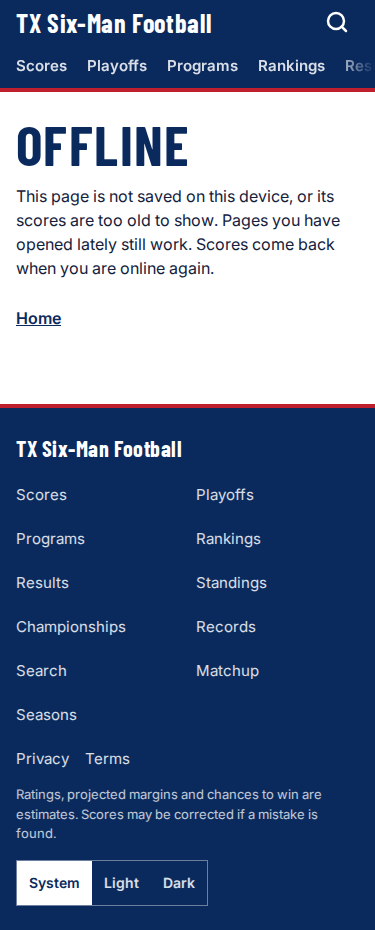 TX Six-Man Football
Scores Playoffs Programs Rankings Res
OFFLINE
This page is not saved on this device, or its
scores are too old to show. Pages you have
opened lately still work. Scores come back
when you are online again.
Home
TX Six-Man Football
Scores Playoffs
Programs Rankings
Results Standings
Championships Records
Search Matchup
Seasons
Privacy Terms
Ratings, projected margins and chances to win are
estimates. Scores may be corrected if a mistake is
found.
System Light Dark